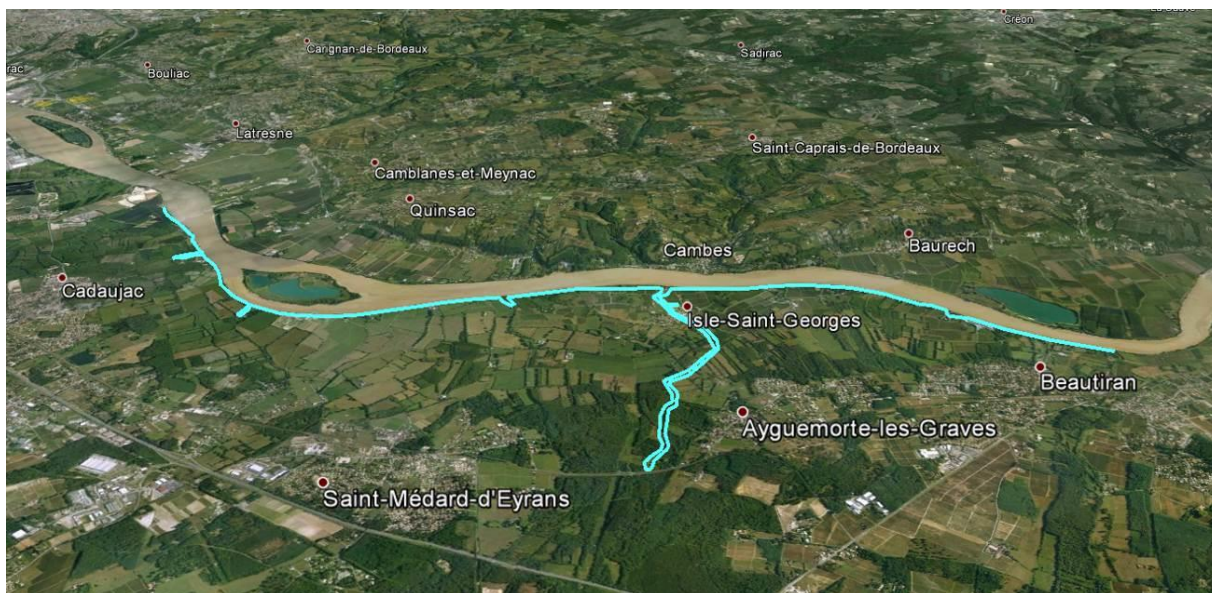 Créon
Carignan-de-Bordeaux
Sadirac
Bouliac
rac
Latresne
Saint-Caprais-de-Bordeaux
Camblanes-et-Meynac
Quinsac
Baurech
Cambes
Cadaujac
Isle-Saint-Georges
Beautiran
Ayguemorte-les-Graves
Saint-Médard-d'Eyrans